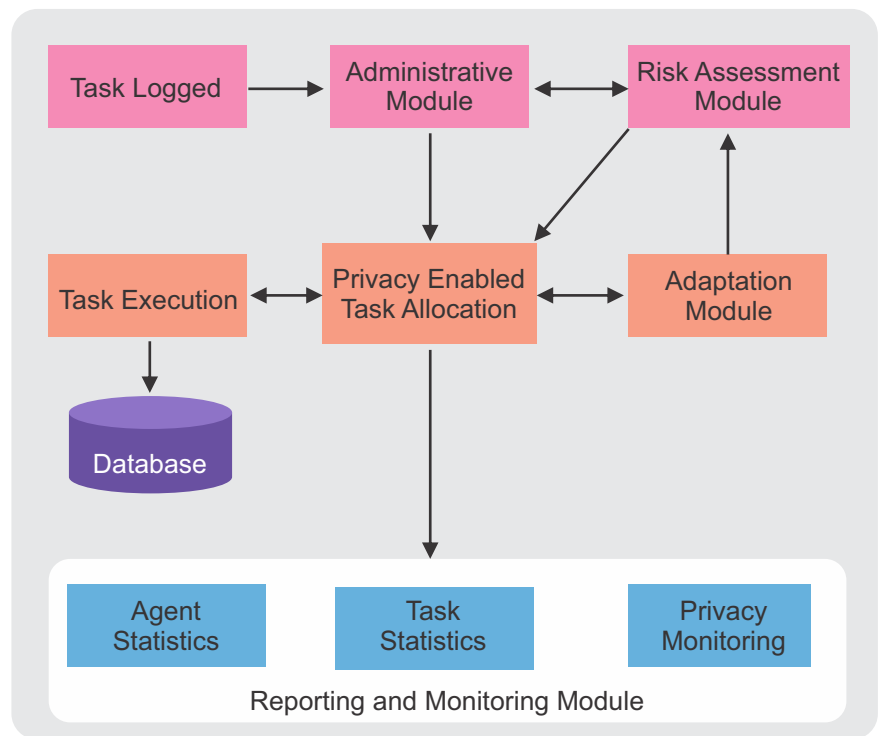 Task Logged
Administrative
Module
Risk Assessment
Module
Task Execution
Privacy Enabled
Task Allocation
Adaptation
Module
Database
Agent
Statistics
Task
Statistics
Privacy
Monitoring
Reporting and Monitoring Module